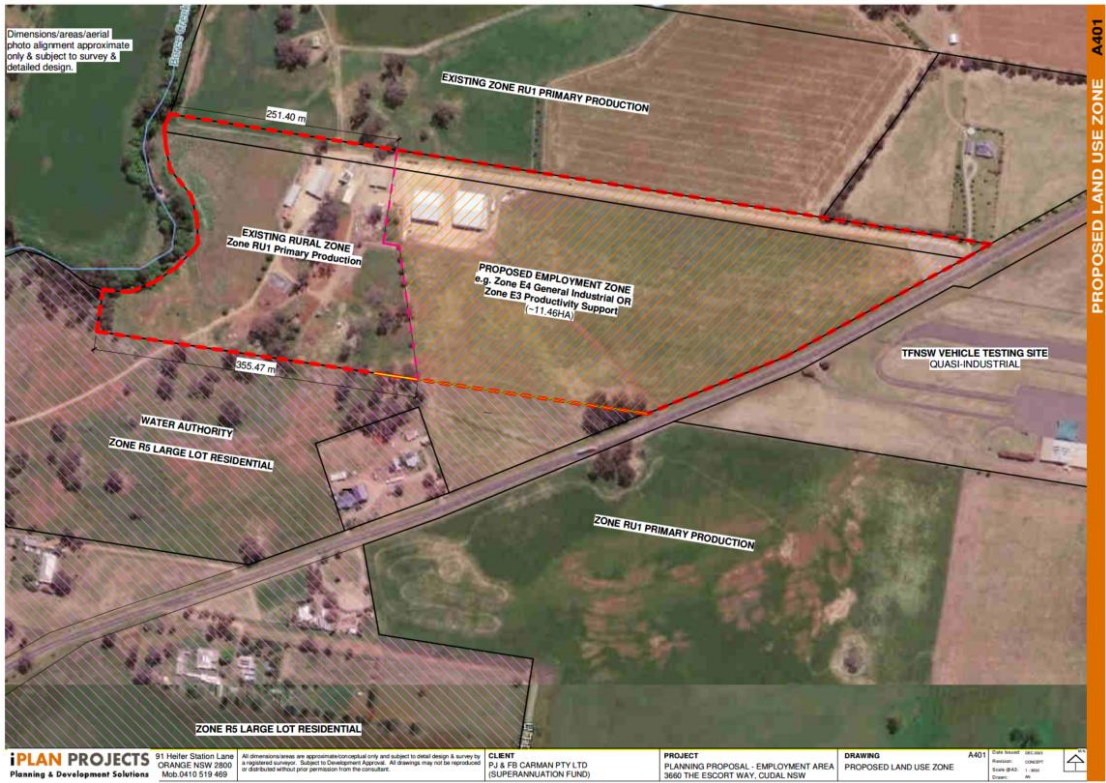 Dimensions/areas/aerial
photo alignment approximate
only & subject to survey &
detailed design.
EXISTING ZONE RU1 PRIMARY PRODUCTION
251.40 m
EXISTING RURAL ZONE
Zone RU1 Primary Production
PROPOSED EMPLOYMENT ZONE
e.g. Zone E4 General Industrial OR
Zone E3 Productivity Support
(~11.46HA)
TFNSW VEHICLE TESTING SITE
QUASI-INDUSTRIAL
355.47 m
WATER AUTHORITY
ZONE R5 LARGE LOT RESIDENTIAL
ZONE RU1 PRIMARY PRODUCTION
ZONE R5 LARGE LOT RESIDENTIAL
PROPOSED LAND USE ZONE A401
iPLAN PROJECTS
Planning & Development Solutions
91 Heifer Station Lane
ORANGE NSW 2800
Mob.0410 519 469
All dimensions/areas are approximate/conceptual only and subject to detail design & survey by
a registered surveyor. Subject to Development Approval. All drawings may not be reproduced
or distributed without prior permission from the consultant.
CLIENT
PJ & FB CARMAN PTY LTD
(SUPERANNUATION FUND)
PROJECT
PLANNING PROPOSAL - EMPLOYMENT AREA
3660 THE ESCORT WAY, CUDAL NSW
DRAWING
PROPOSED LAND USE ZONE
A401
Date Issued:
Revision: CONCEPT
Drawn: